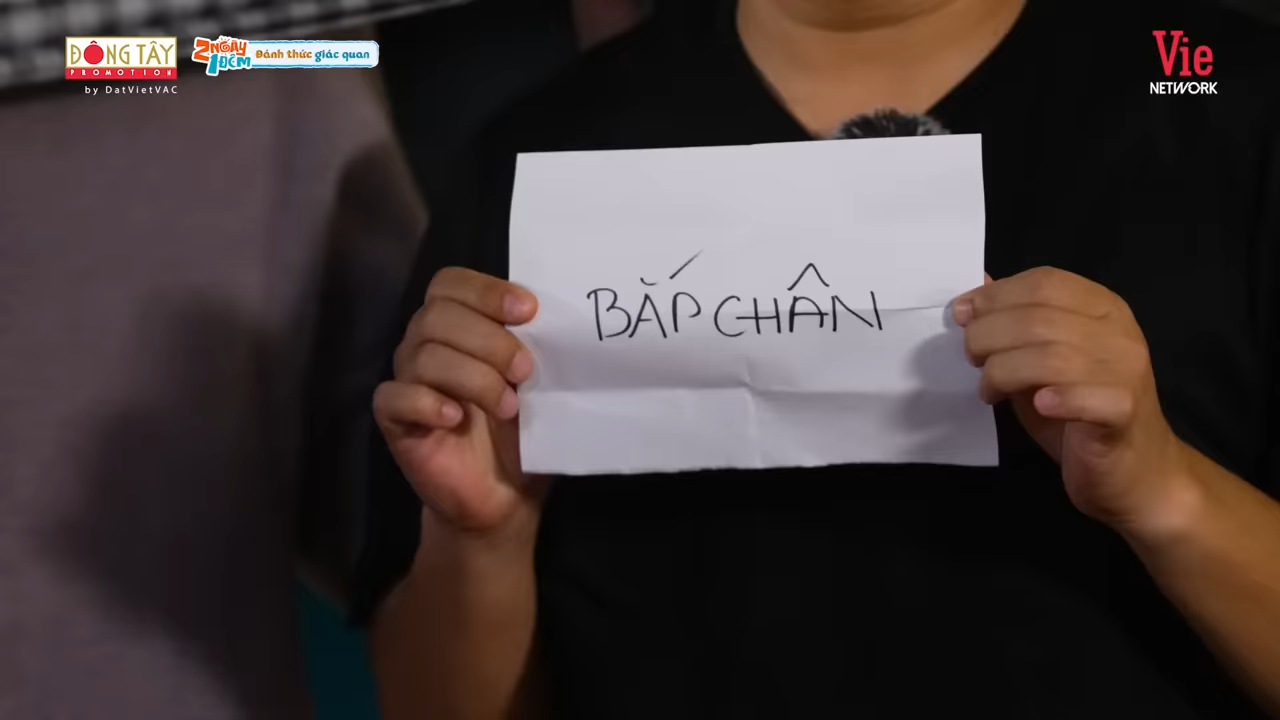 ĐÔNG TÂY
PROMOTION
by DatVietVAC
2 NGÀY 1 ĐÊM
Đánh thức giác quan
Vie
NETWORK
BẮP CHÂN